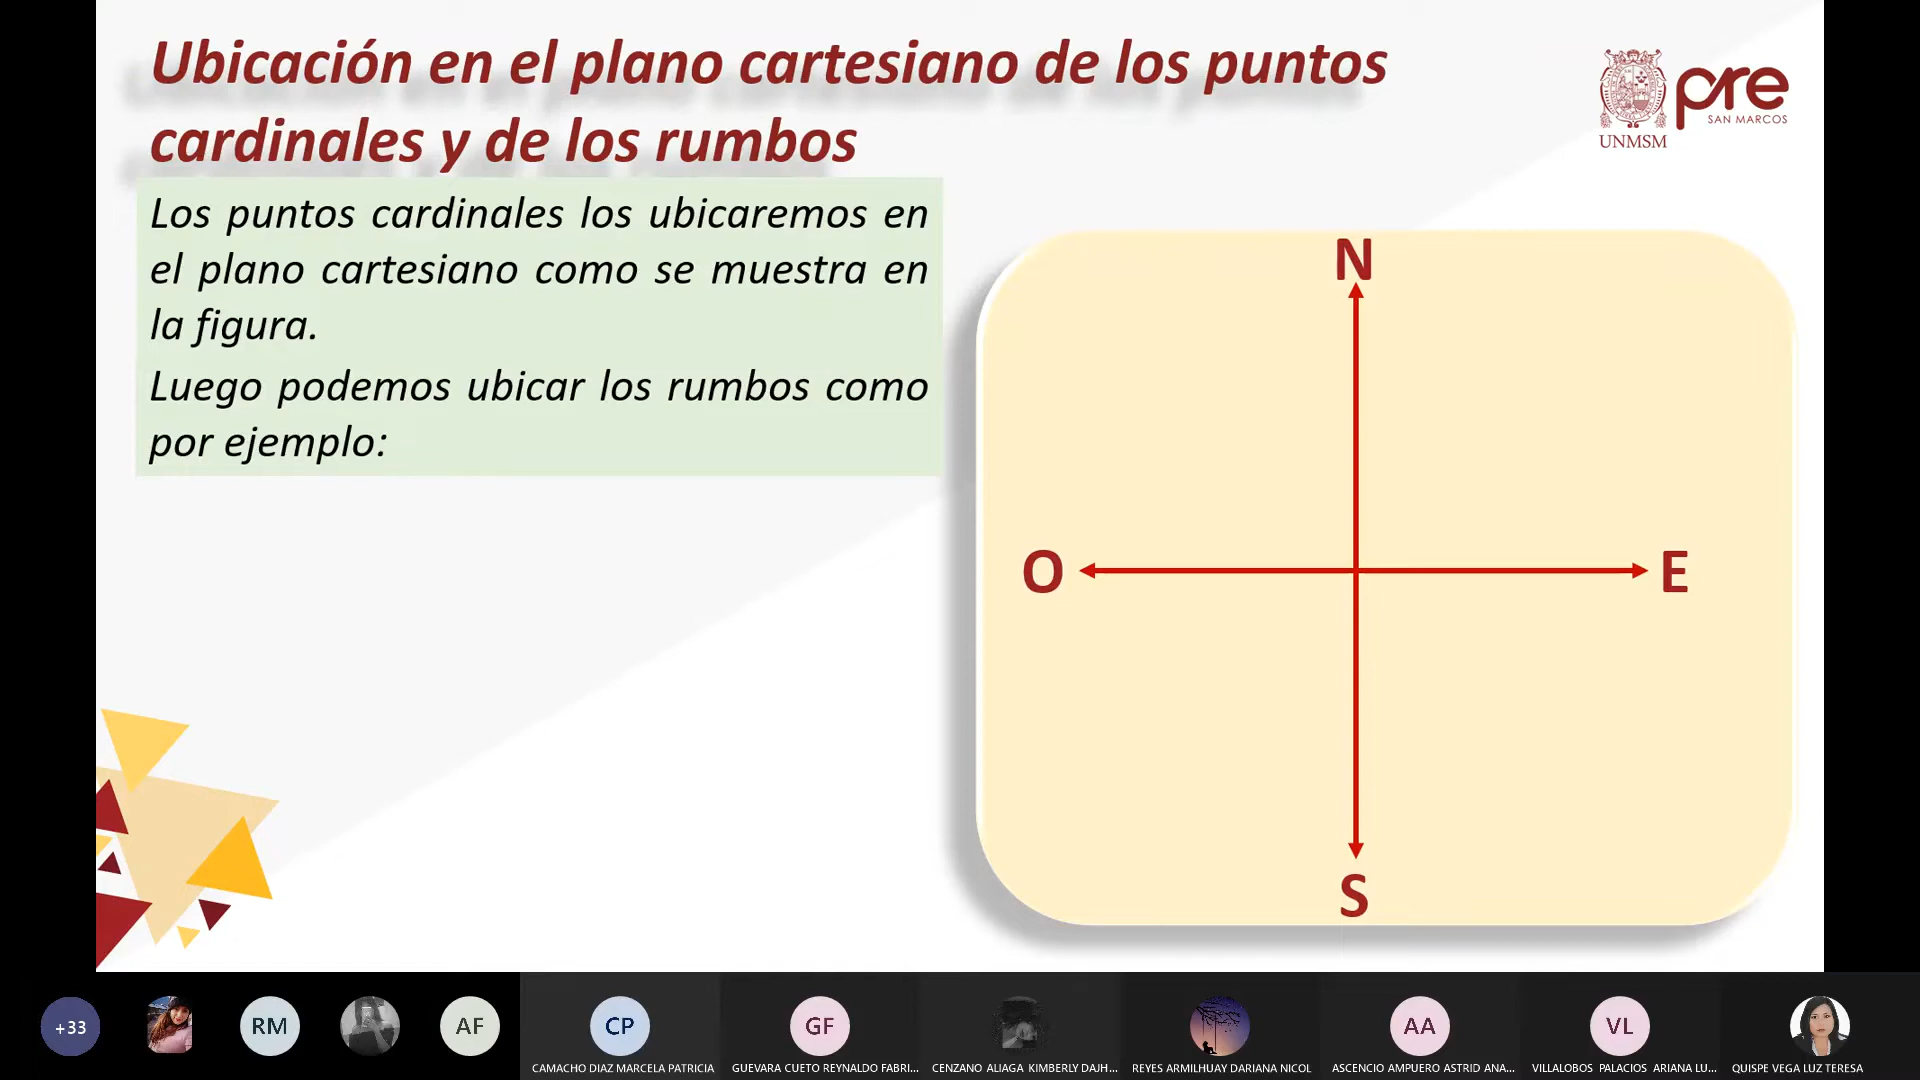 Ubicación en el plano cartesiano de los puntos
cardinales y de los rumbos
pre
SAN MARCOS
UNMSM
Los puntos cardinales los ubicaremos en
el plano cartesiano como se muestra en
la figura.
Luego podemos ubicar los rumbos como
por ejemplo:
N
O
E
S
+33
RM
AF
CP
GF
AA
VL
CAMACHO DIAZ MARCELA PATRICIA
GUEVARA CUETO REYNALDO FABRI...
CENZANO ALIAGA KIMBERLY DAJH...
REYES ARMILHUAY DARIANA NICOL
ASCENCIO AMPUERO ASTRID ANA...
VILLALOBOS PALACIOS ARIANA LU...
QUISPE VEGA LUZ TERESA